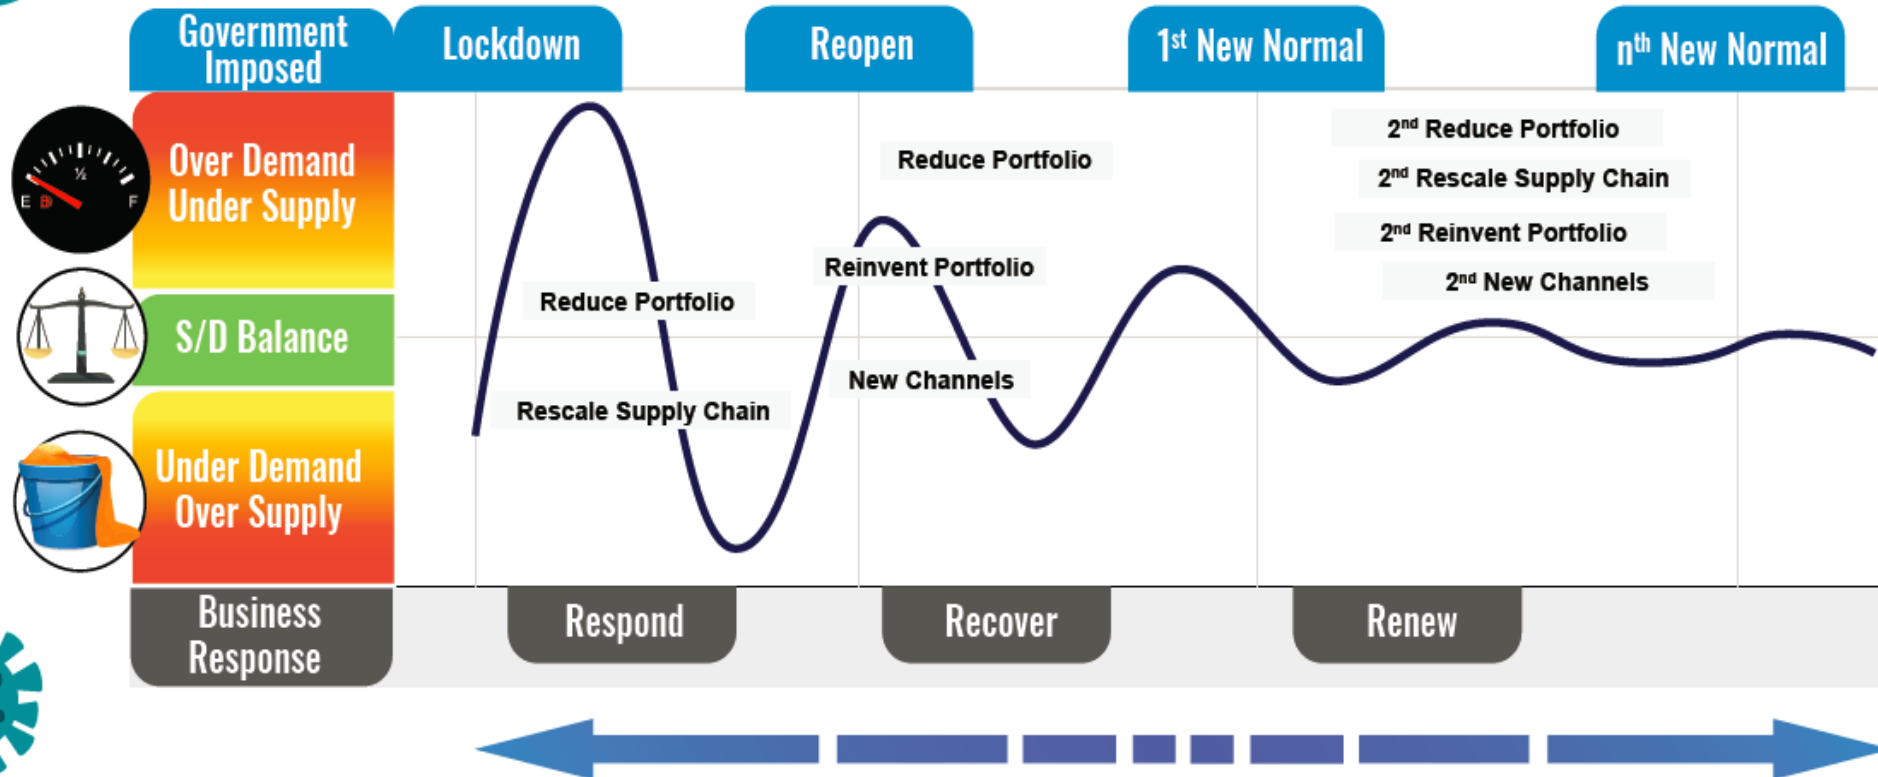 Government
Imposed
Lockdown
Reopen
1st New Normal
nth New Normal
Over Demand
Under Supply
½
E
F
S/D Balance
Under Demand
Over Supply
Reduce Portfolio
Rescale Supply Chain
Reduce Portfolio
Reinvent Portfolio
New Channels
2nd Reduce Portfolio
2nd Rescale Supply Chain
2nd Reinvent Portfolio
2nd New Channels
Business
Response
Respond
Recover
Renew